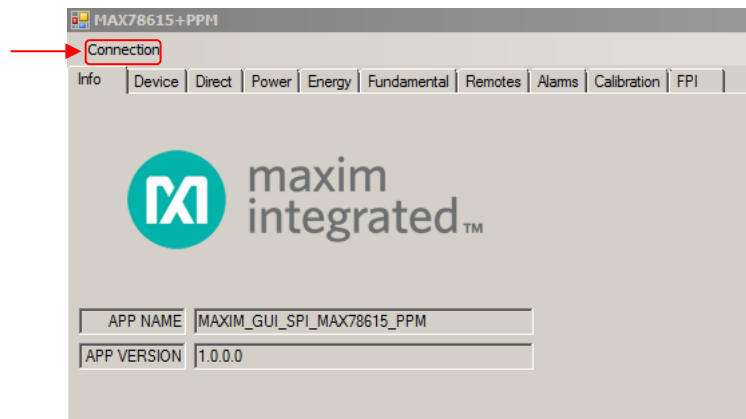 MAX78615+PPM
Connection
Info Device Direct Power Energy Fundamental Remotes Alarms Calibration FPI
maxim
integrated™
APP NAME MAXIM_GUI_SPI_MAX78615_PPM
APP VERSION 1.0.0.0